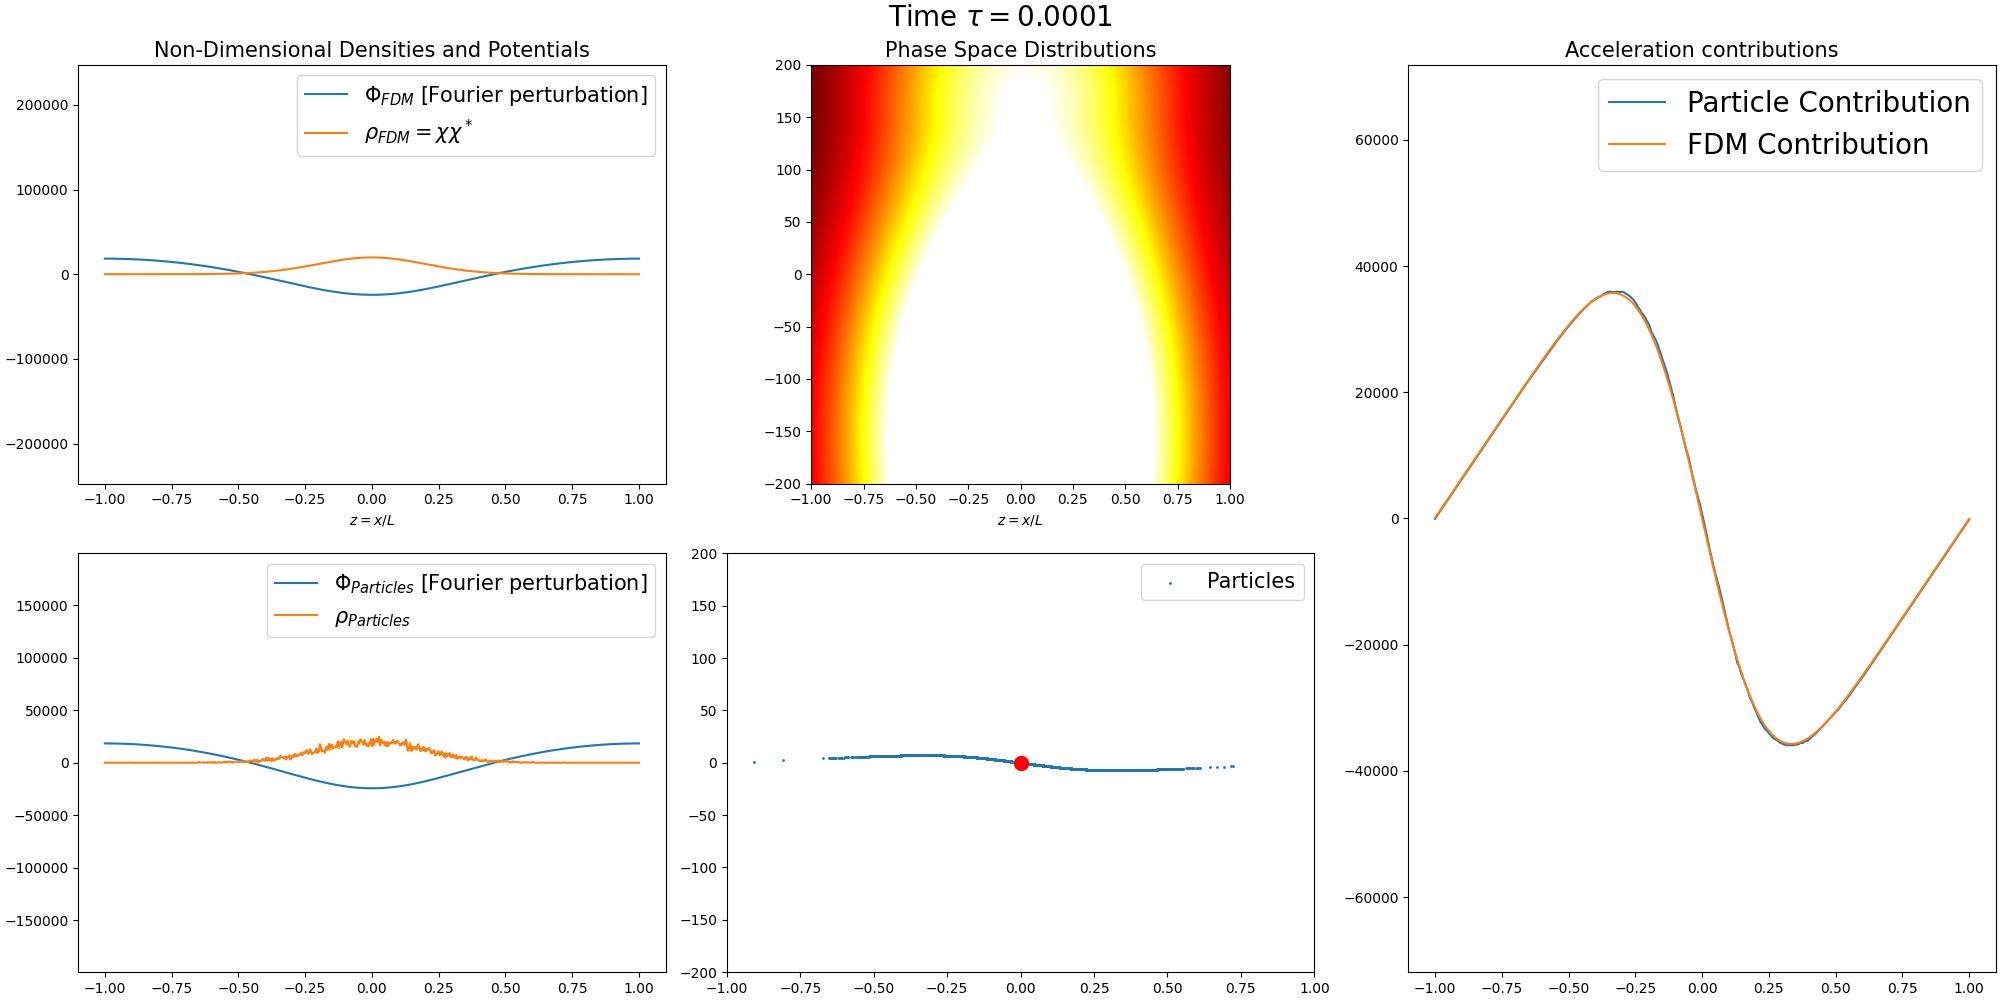 Time τ = 0.0001
Non-Dimensional Densities and Potentials
Φ_FDM [Fourier perturbation]
ρ_FDM = χχ*
200000
100000
0
−100000
−200000
−1.00 −0.75 −0.50 −0.25 0.00 0.25 0.50 0.75 1.00
z = x/L
Phase Space Distributions
200
150
100
50
0
−50
−100
−150
−200
−1.00 −0.75 −0.50 −0.25 0.00 0.25 0.50 0.75 1.00
z = x/L
Acceleration contributions
Particle Contribution
FDM Contribution
60000
40000
20000
0
−20000
−40000
−60000
−1.00 −0.75 −0.50 −0.25 0.00 0.25 0.50 0.75 1.00
Φ_Particles [Fourier perturbation]
ρ_Particles
150000
100000
50000
0
−50000
−100000
−150000
−1.00 −0.75 −0.50 −0.25 0.00 0.25 0.50 0.75 1.00
Particles
200
150
100
50
0
−50
−100
−150
−200
−1.00 −0.75 −0.50 −0.25 0.00 0.25 0.50 0.75 1.00